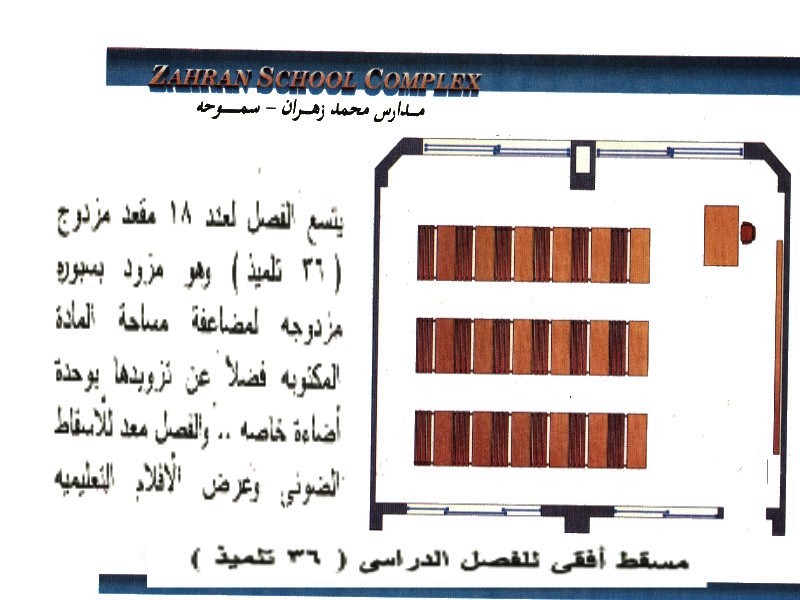 ZAHRAN SCHOOL COMPLEX
مدارس محمد زهران - سموحه
يتسع الفصل لعدد ١٨ مقعد مزدوج
( ٣٦ تلميذ ) وهو مزود بسبوره
مزدوجه لمضاعفة مساحة المادة
المكتوبه فضلاً عن تزويدها بوحدة
أضاءة خاصه .. والفصل معد للأسقاط
الضوئي وعرض الأفلام التعليميه
مسقط أفقى للفصل الدراسى ( ٣٦ تلميذ )